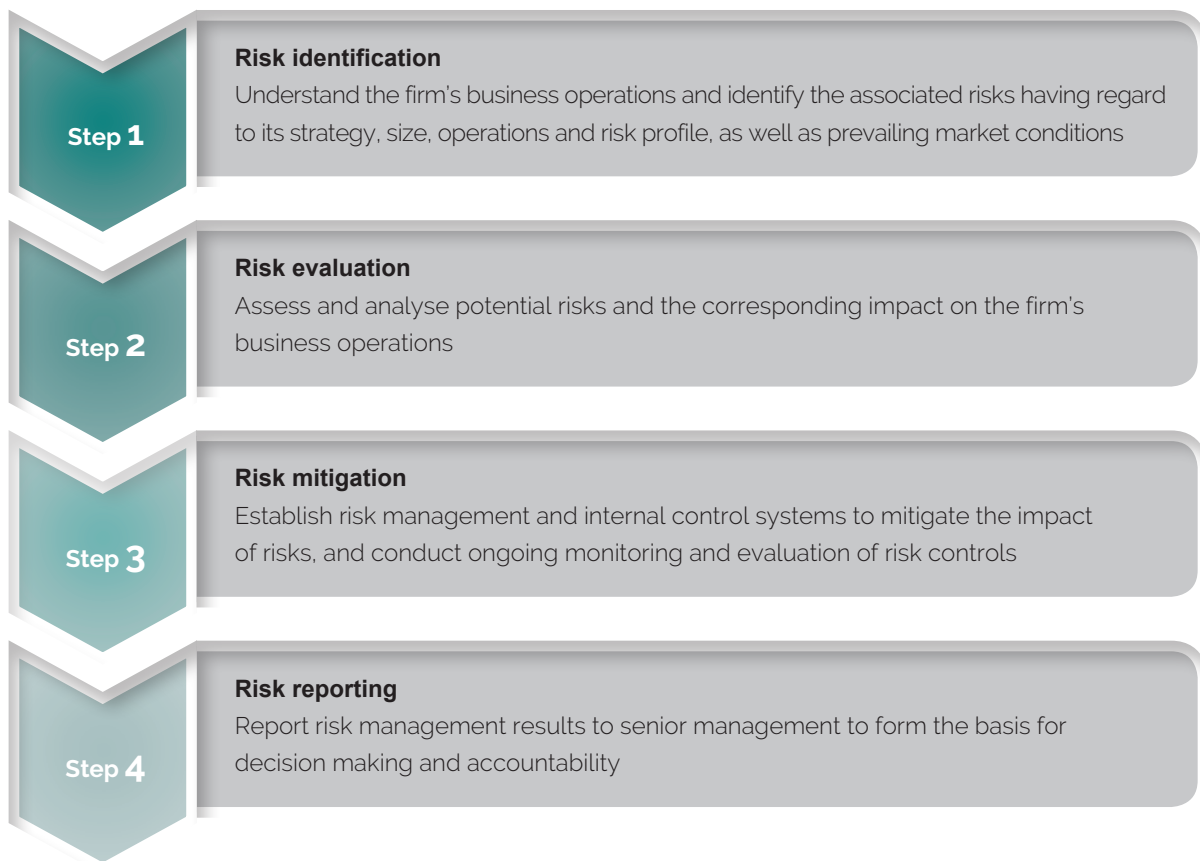 Step 1
Risk identification
Understand the firm's business operations and identify the associated risks having regard
to its strategy, size, operations and risk profile, as well as prevailing market conditions
Step 2
Risk evaluation
Assess and analyse potential risks and the corresponding impact on the firm's
business operations
Step 3
Risk mitigation
Establish risk management and internal control systems to mitigate the impact
of risks, and conduct ongoing monitoring and evaluation of risk controls
Step 4
Risk reporting
Report risk management results to senior management to form the basis for
decision making and accountability